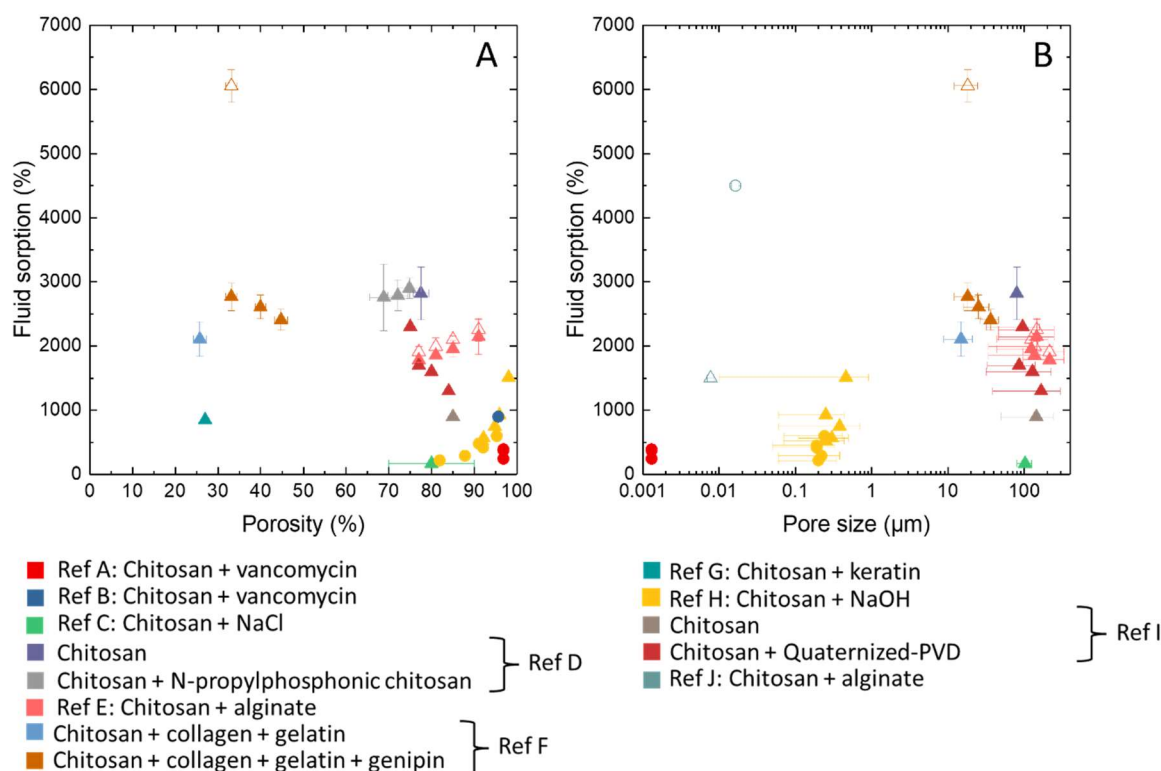 A
7000
6000
5000
4000
3000
2000
1000
0
Fluid sorption (%)
0 10 20 30 40 50 60 70 80 90 100
Porosity (%)
B
7000
6000
5000
4000
3000
2000
1000
0
Fluid sorption (%)
0.001 0.01 0.1 1 10 100
Pore size (µm)
Ref A: Chitosan + vancomycin
Ref B: Chitosan + vancomycin
Ref C: Chitosan + NaCl
Chitosan
Chitosan + N-propylphosphonic chitosan
Ref D
Ref E: Chitosan + alginate
Chitosan + collagen + gelatin
Chitosan + collagen + gelatin + genipin
Ref F
Ref G: Chitosan + keratin
Ref H: Chitosan + NaOH
Chitosan
Chitosan + Quaternized-PVD
Ref I
Ref J: Chitosan + alginate